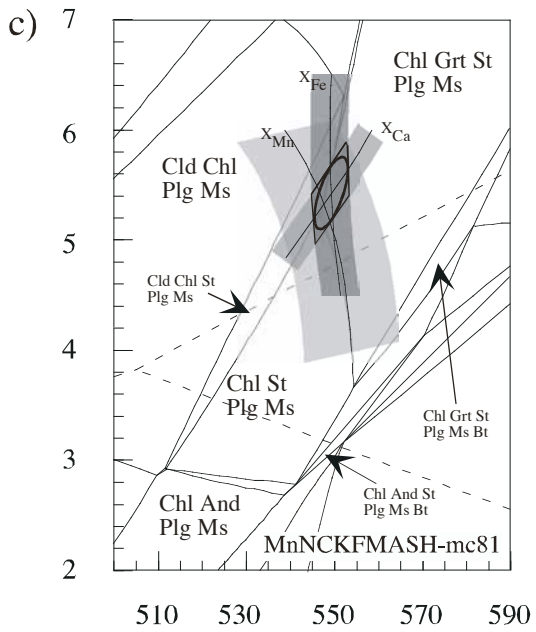 c)
7
6
5
4
3
2
Chl Grt St
Plg Ms
XFe
XMn
XCa
Cld Chl
Plg Ms
Cld Chl St
Plg Ms
Chl St
Plg Ms
Chl Grt St
Plg Ms Bt
Chl And St
Plg Ms Bt
Chl And
Plg Ms
MnNCKFMASH-mc81
510 530 550 570 590